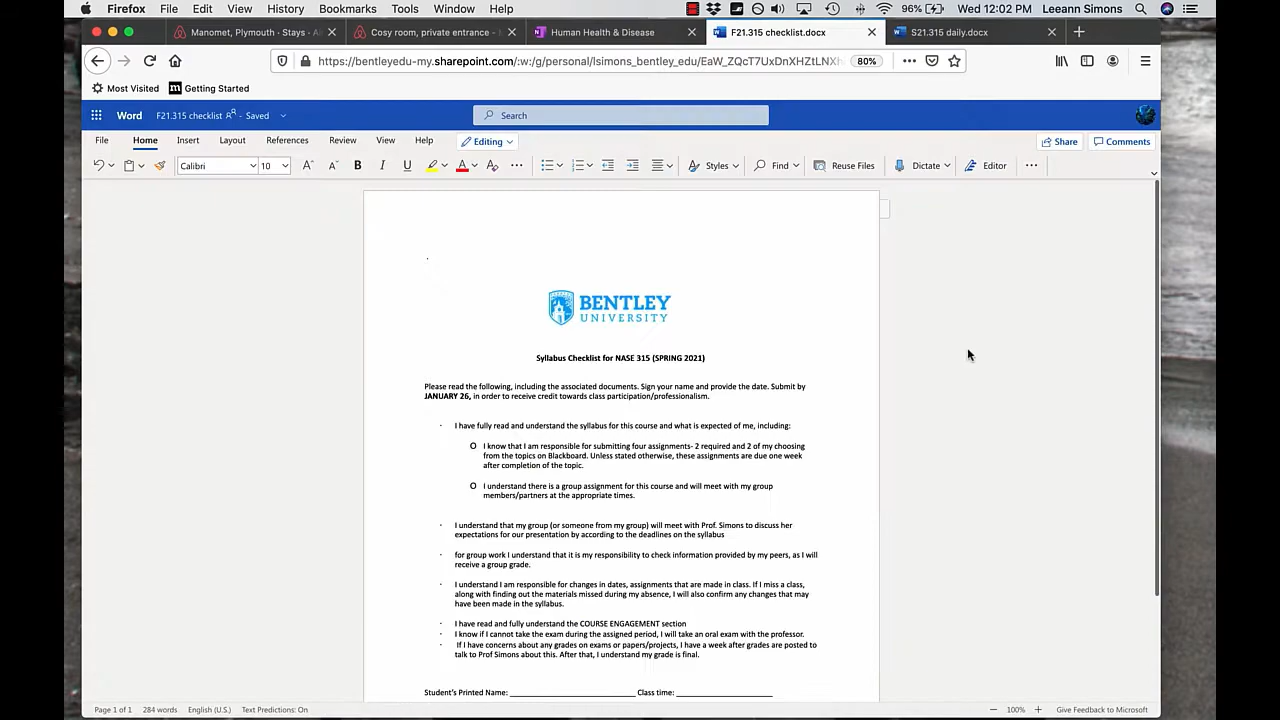 Firefox File Edit View History Bookmarks Tools Window Help 96% Wed 12:02 PM Leeann Simons
Manomet, Plymouth · Stays · Ai
Cosy room, private entrance -
Human Health & Disease
F21.315 checklist.docx
S21.315 daily.docx
https://bentleyedu-my.sharepoint.com/:w:/g/personal/lsimons_bentley_edu/EaW_ZQcT7UxDnXHZtLNXH 80%
Most Visited Getting Started
Word F21.315 checklist - Saved Search
File Home Insert Layout References Review View Help Editing Share Comments
Calibri 10 A A B I U A Styles Find Reuse Files Dictate Editor
BENTLEY
UNIVERSITY
Syllabus Checklist for NASE 315 (SPRING 2021)
Please read the following, including the associated documents. Sign your name and provide the date. Submit by
JANUARY 26, in order to receive credit towards class participation/professionalism.
· I have fully read and understand the syllabus for this course and what is expected of me, including:
O I know that I am responsible for submitting four assignments- 2 required and 2 of my choosing
from the topics on Blackboard. Unless stated otherwise, these assignments are due one week
after completion of the topic.
O I understand there is a group assignment for this course and will meet with my group
members/partners at the appropriate times.
· I understand that my group (or someone from my group) will meet with Prof. Simons to discuss her
expectations for our presentation by according to the deadlines on the syllabus
· for group work I understand that it is my responsibility to check information provided by my peers, as I will
receive a group grade.
· I understand I am responsible for changes in dates, assignments that are made in class. If I miss a class,
along with finding out the materials missed during my absence, I will also confirm any changes that may
have been made in the syllabus.
· I have read and fully understand the COURSE ENGAGEMENT section
· I know if I cannot take the exam during the assigned period, I will take an oral exam with the professor.
· If I have concerns about any grades on exams or papers/projects, I have a week after grades are posted to
talk to Prof Simons about this. After that, I understand my grade is final.
Student's Printed Name: ____________________________ Class time: _____________________
Page 1 of 1 284 words English (U.S.) Text Predictions: On 100% Give Feedback to Microsoft